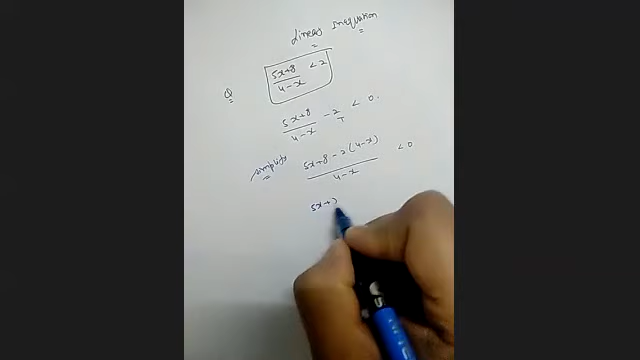 Linear Inequation
Q (5x+8)/(4-x) < 2
(5x+8)/(4-x) - 2/1 < 0.
simplify (5x+8-2(4-x))/(4-x) < 0
5x+